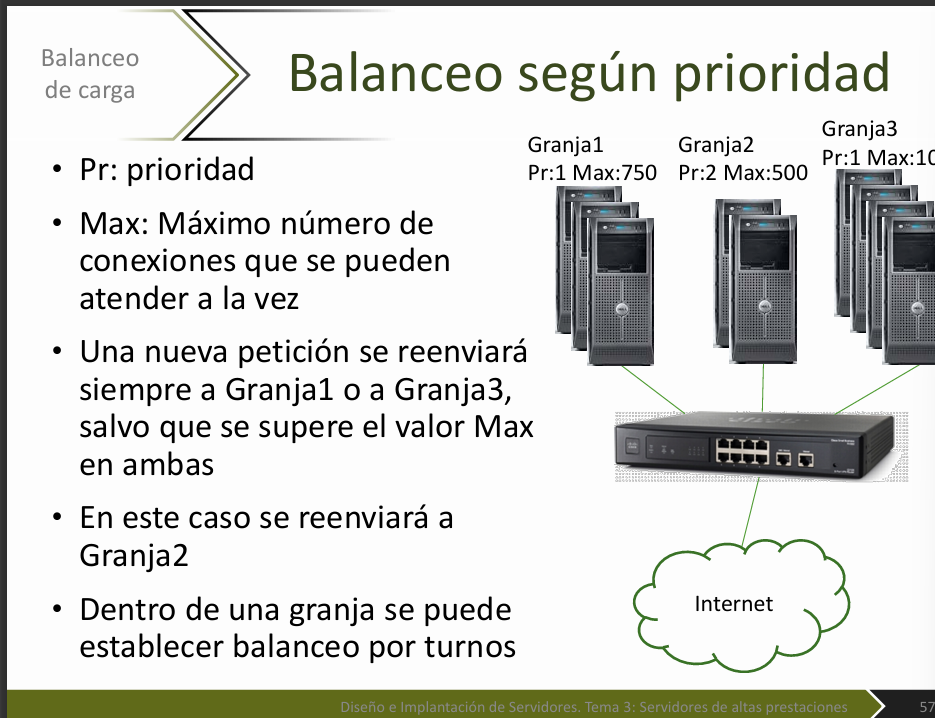 Balanceo
de carga
Balanceo según prioridad
• Pr: prioridad
• Max: Máximo número de
conexiones que se pueden
atender a la vez
• Una nueva petición se reenviará
siempre a Granja1 o a Granja3,
salvo que se supere el valor Max
en ambas
• En este caso se reenviará a
Granja2
• Dentro de una granja se puede
establecer balanceo por turnos
Granja1
Pr:1 Max:750
Granja2
Pr:2 Max:500
Granja3
Pr:1 Max:10
Internet
Diseño e Implantación de Servidores. Tema 3: Servidores de altas prestaciones
57